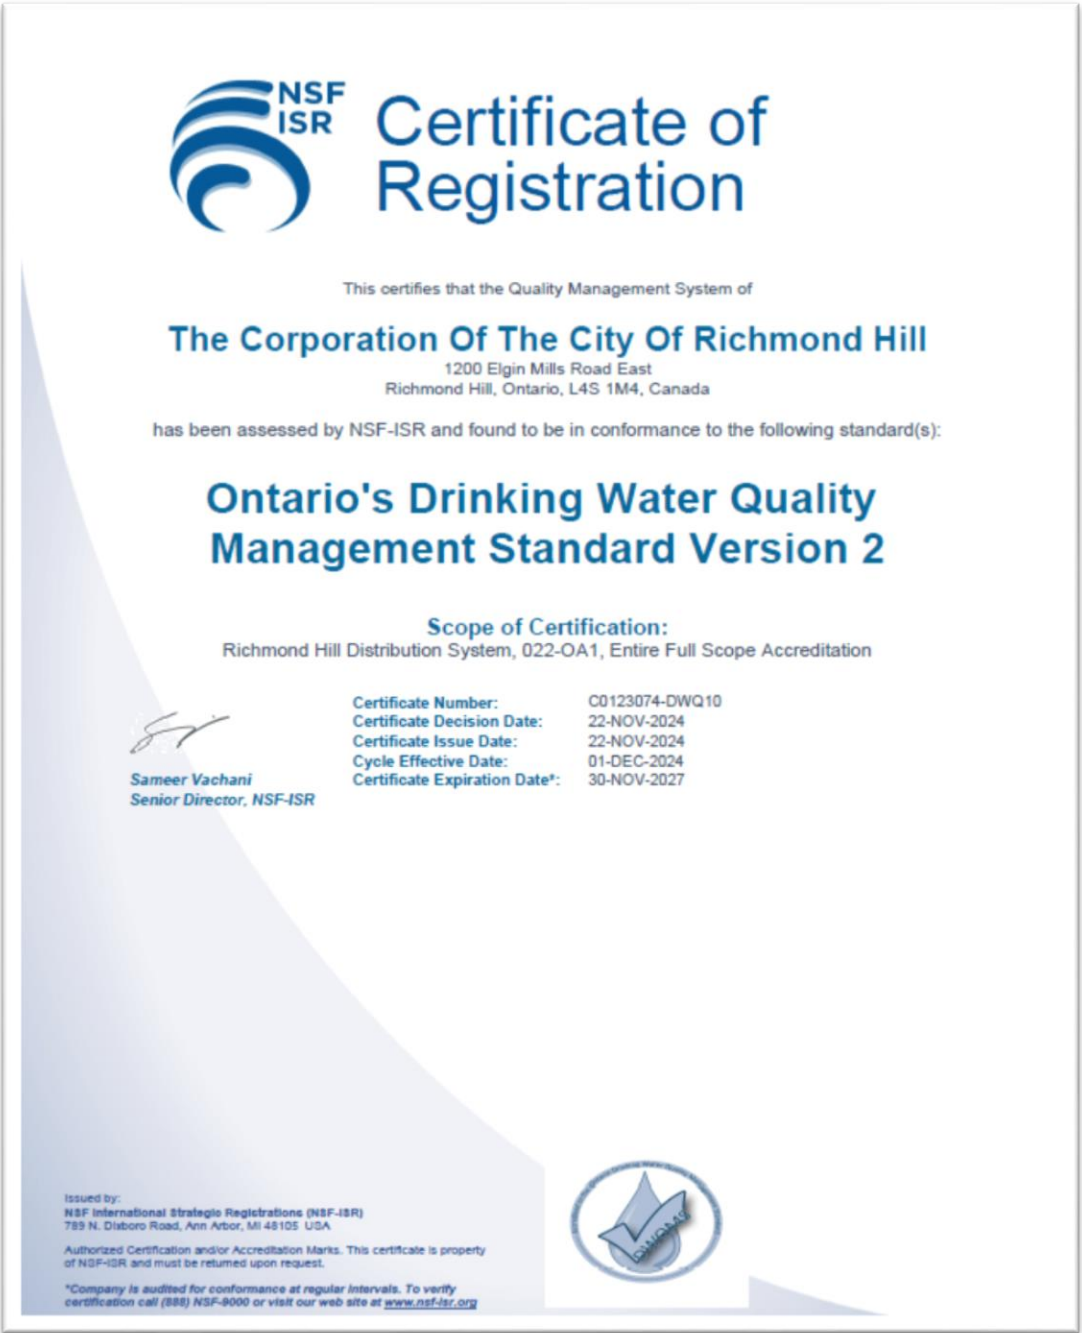 NSF
ISR
Certificate of
Registration
This certifies that the Quality Management System of
The Corporation Of The City Of Richmond Hill
1200 Elgin Mills Road East
Richmond Hill, Ontario, L4S 1M4, Canada
has been assessed by NSF-ISR and found to be in conformance to the following standard(s):
Ontario's Drinking Water Quality
Management Standard Version 2
Scope of Certification:
Richmond Hill Distribution System, 022-OA1, Entire Full Scope Accreditation
Certificate Number: C0123074-DWQ10
Certificate Decision Date: 22-NOV-2024
Certificate Issue Date: 22-NOV-2024
Cycle Effective Date: 01-DEC-2024
Certificate Expiration Date*: 30-NOV-2027
Sameer Vachani
Senior Director, NSF-ISR
Issued by:
NSF International Strategic Registrations (NSF-ISR)
789 N. Dixboro Road, Ann Arbor, MI 48105 USA
Authorized Certification and/or Accreditation Marks. This certificate is property
of NSF-ISR and must be returned upon request.
*Company is audited for conformance at regular intervals. To verify
certification call (888) NSF-9000 or visit our web site at www.nsf-isr.org
DWQMS